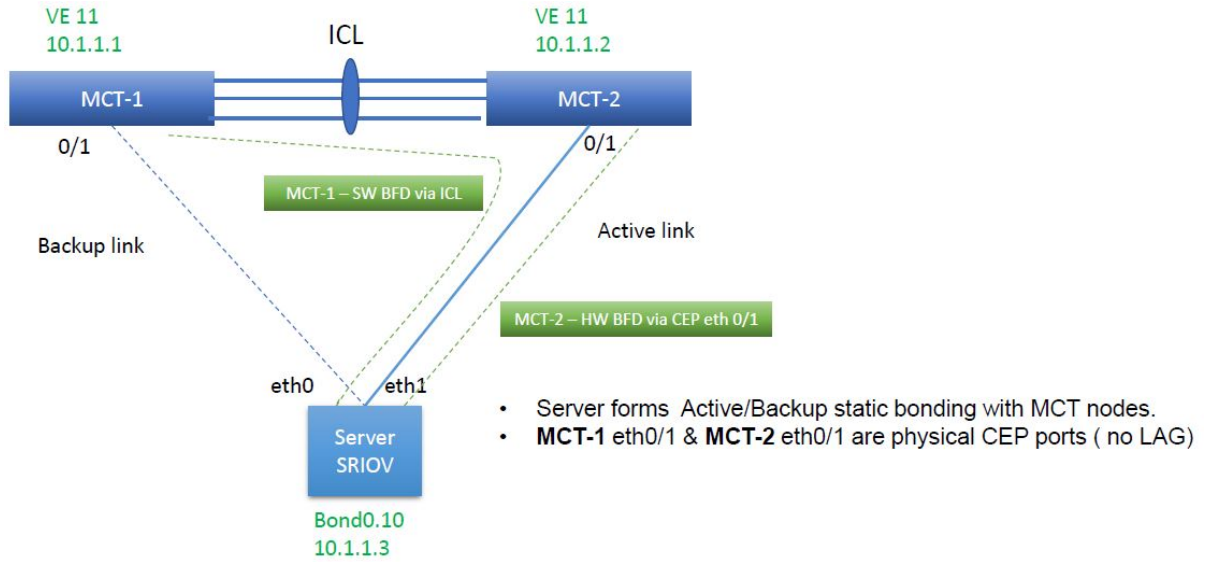 VE 11
10.1.1.1
ICL
VE 11
10.1.1.2
MCT-1
MCT-2
0/1
0/1
MCT-1 – SW BFD via ICL
Backup link
Active link
MCT-2 – HW BFD via CEP eth 0/1
eth0
eth1
Server
SRIOV
• Server forms Active/Backup static bonding with MCT nodes.
• MCT-1 eth0/1 & MCT-2 eth0/1 are physical CEP ports ( no LAG)
Bond0.10
10.1.1.3